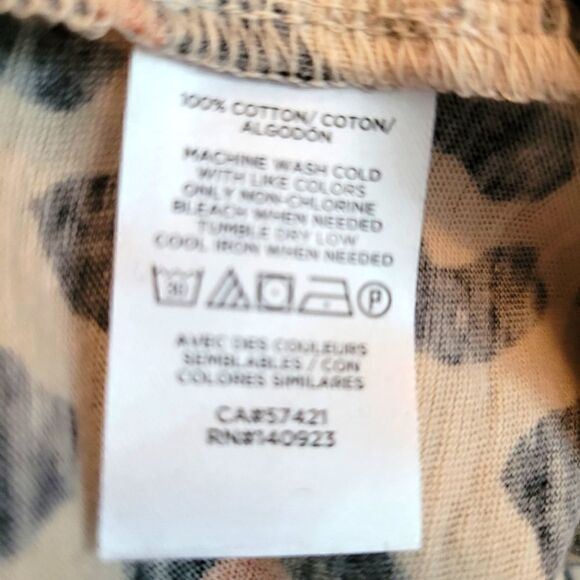 100% COTTON/ COTON/
ALGODÓN
MACHINE WASH COLD
WITH LIKE COLORS
ONLY NON-CHLORINE
BLEACH WHEN NEEDED
TUMBLE DRY LOW
COOL IRON WHEN NEEDED
30 P
AVEC DES COULEURS
SEMBLABLES / CON
COLORES SIMILARES
CA#57421
RN#140923